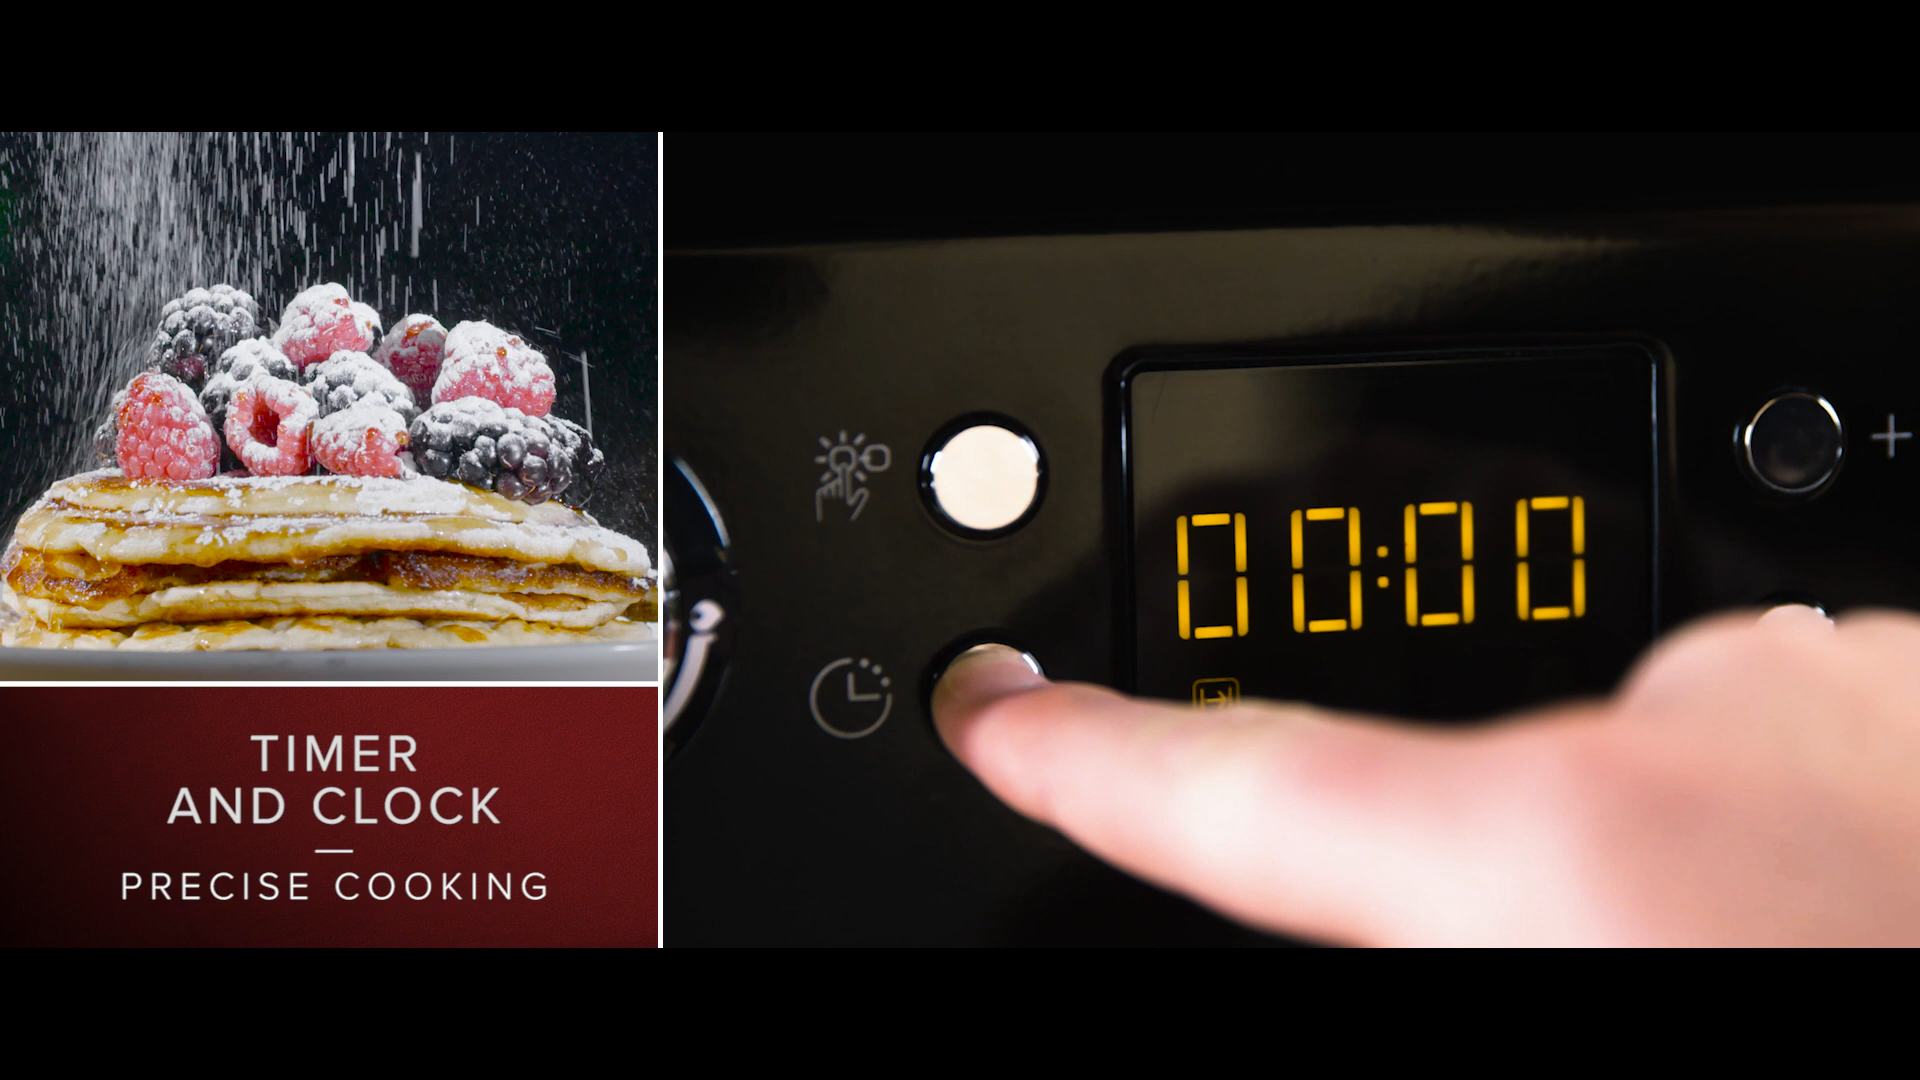 TIMER
AND CLOCK
—
PRECISE COOKING
00:00
+